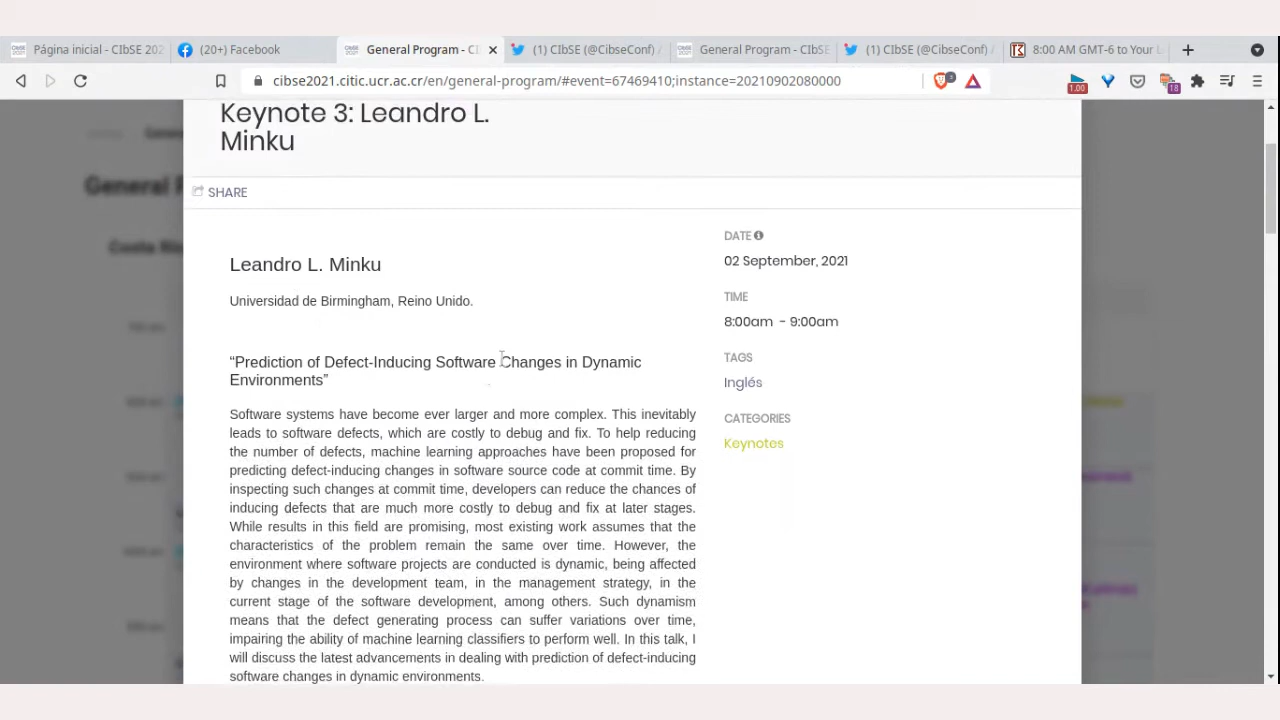 Página inicial - CIbSE 202
(20+) Facebook
General Program - CI
(1) CIbSE (@CibseConf) /
General Program - CIbSE
(1) CIbSE (@CibseConf) /
8:00 AM GMT-6 to Your L
cibse2021.citic.ucr.ac.cr/en/general-program/#event=67469410;instance=20210902080000
3
1.00
18
Keynote 3: Leandro L.
Minku
General P
Costa Ri
SHARE
Leandro L. Minku
Universidad de Birmingham, Reino Unido.
“Prediction of Defect-Inducing Software Changes in Dynamic
Environments”
Software systems have become ever larger and more complex. This inevitably
leads to software defects, which are costly to debug and fix. To help reducing
the number of defects, machine learning approaches have been proposed for
predicting defect-inducing changes in software source code at commit time. By
inspecting such changes at commit time, developers can reduce the chances of
inducing defects that are much more costly to debug and fix at later stages.
While results in this field are promising, most existing work assumes that the
characteristics of the problem remain the same over time. However, the
environment where software projects are conducted is dynamic, being affected
by changes in the development team, in the management strategy, in the
current stage of the software development, among others. Such dynamism
means that the defect generating process can suffer variations over time,
impairing the ability of machine learning classifiers to perform well. In this talk, I
will discuss the latest advancements in dealing with prediction of defect-inducing
software changes in dynamic environments.
DATE
02 September, 2021
TIME
8:00am - 9:00am
TAGS
Inglés
CATEGORIES
Keynotes